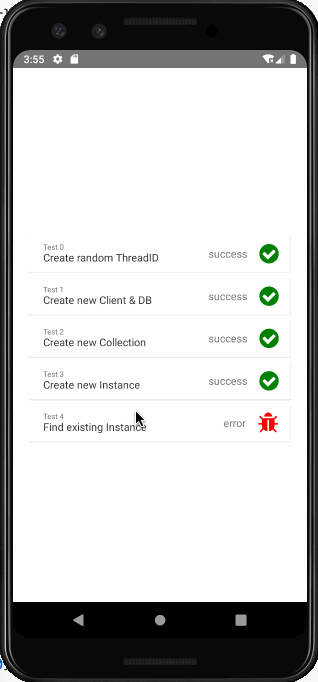 3:55
Test 0
Create random ThreadID
success
Test 1
Create new Client & DB
success
Test 2
Create new Collection
success
Test 3
Create new Instance
success
Test 4
Find existing Instance
error